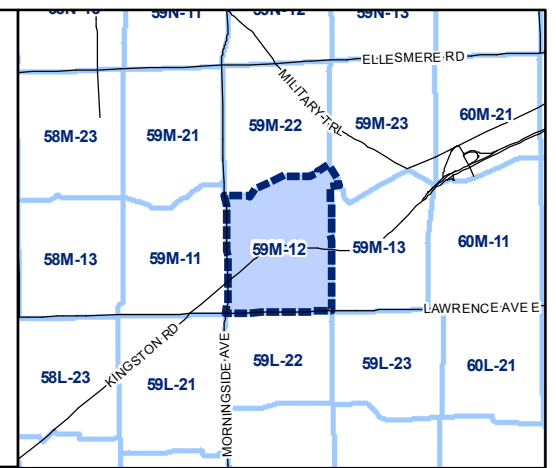 59N-11
59N-12
59N-13
ELLESMERE RD
MILITARY TRL
60M-21
58M-23
59M-21
59M-22
59M-23
58M-13
59M-11
59M-12
59M-13
60M-11
LAWRENCE AVE E
KINGSTON RD
MORNINGSIDE AVE
58L-23
59L-21
59L-22
59L-23
60L-21